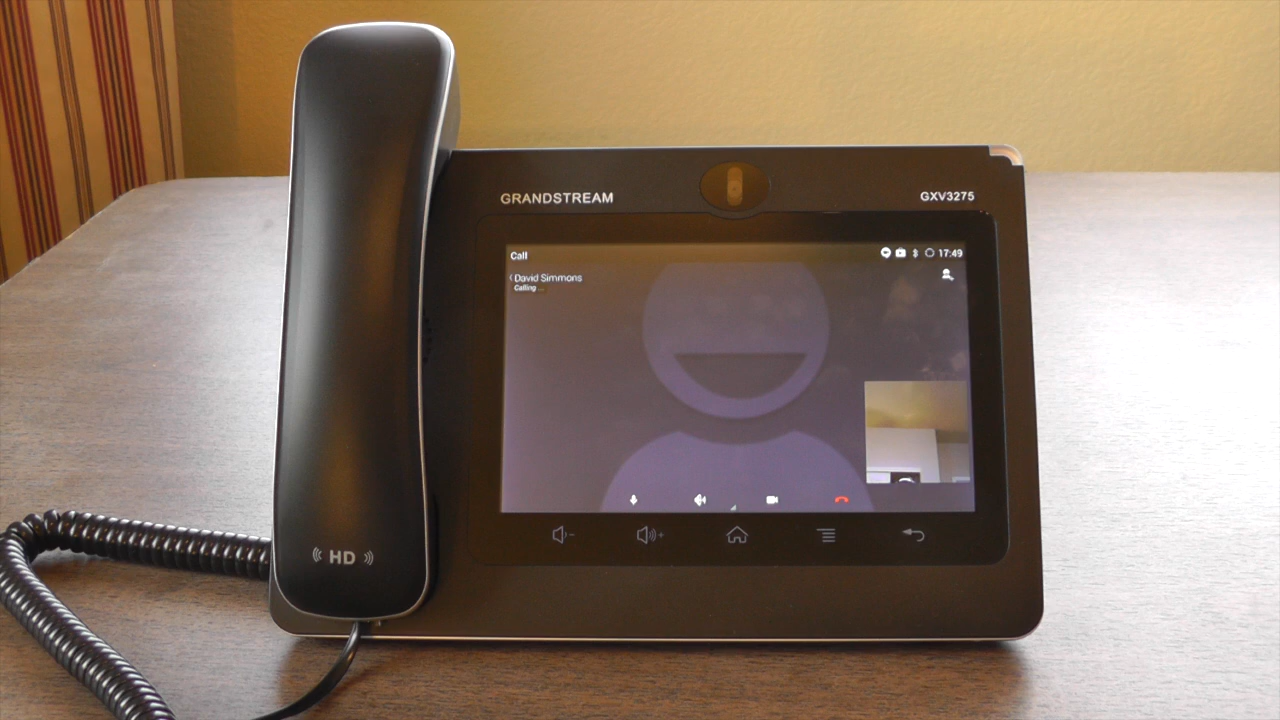 GRANDSTREAM
GXV3275
Call
17:49
David Simmons
Calling ...
HD